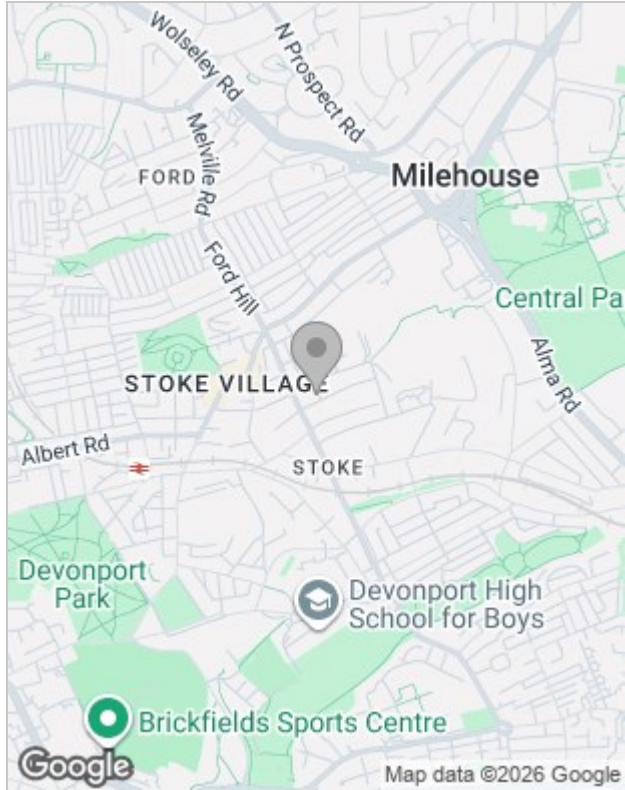 Wolseley Rd
N Prospect Rd
Melville Rd
FORD
Milehouse
Ford Hill
Central Pa
STOKE VILLAGE
Alma Rd
Albert Rd
STOKE
Devonport
Park
Devonport High
School for Boys
Brickfields Sports Centre
Google
Map data ©2026 Google